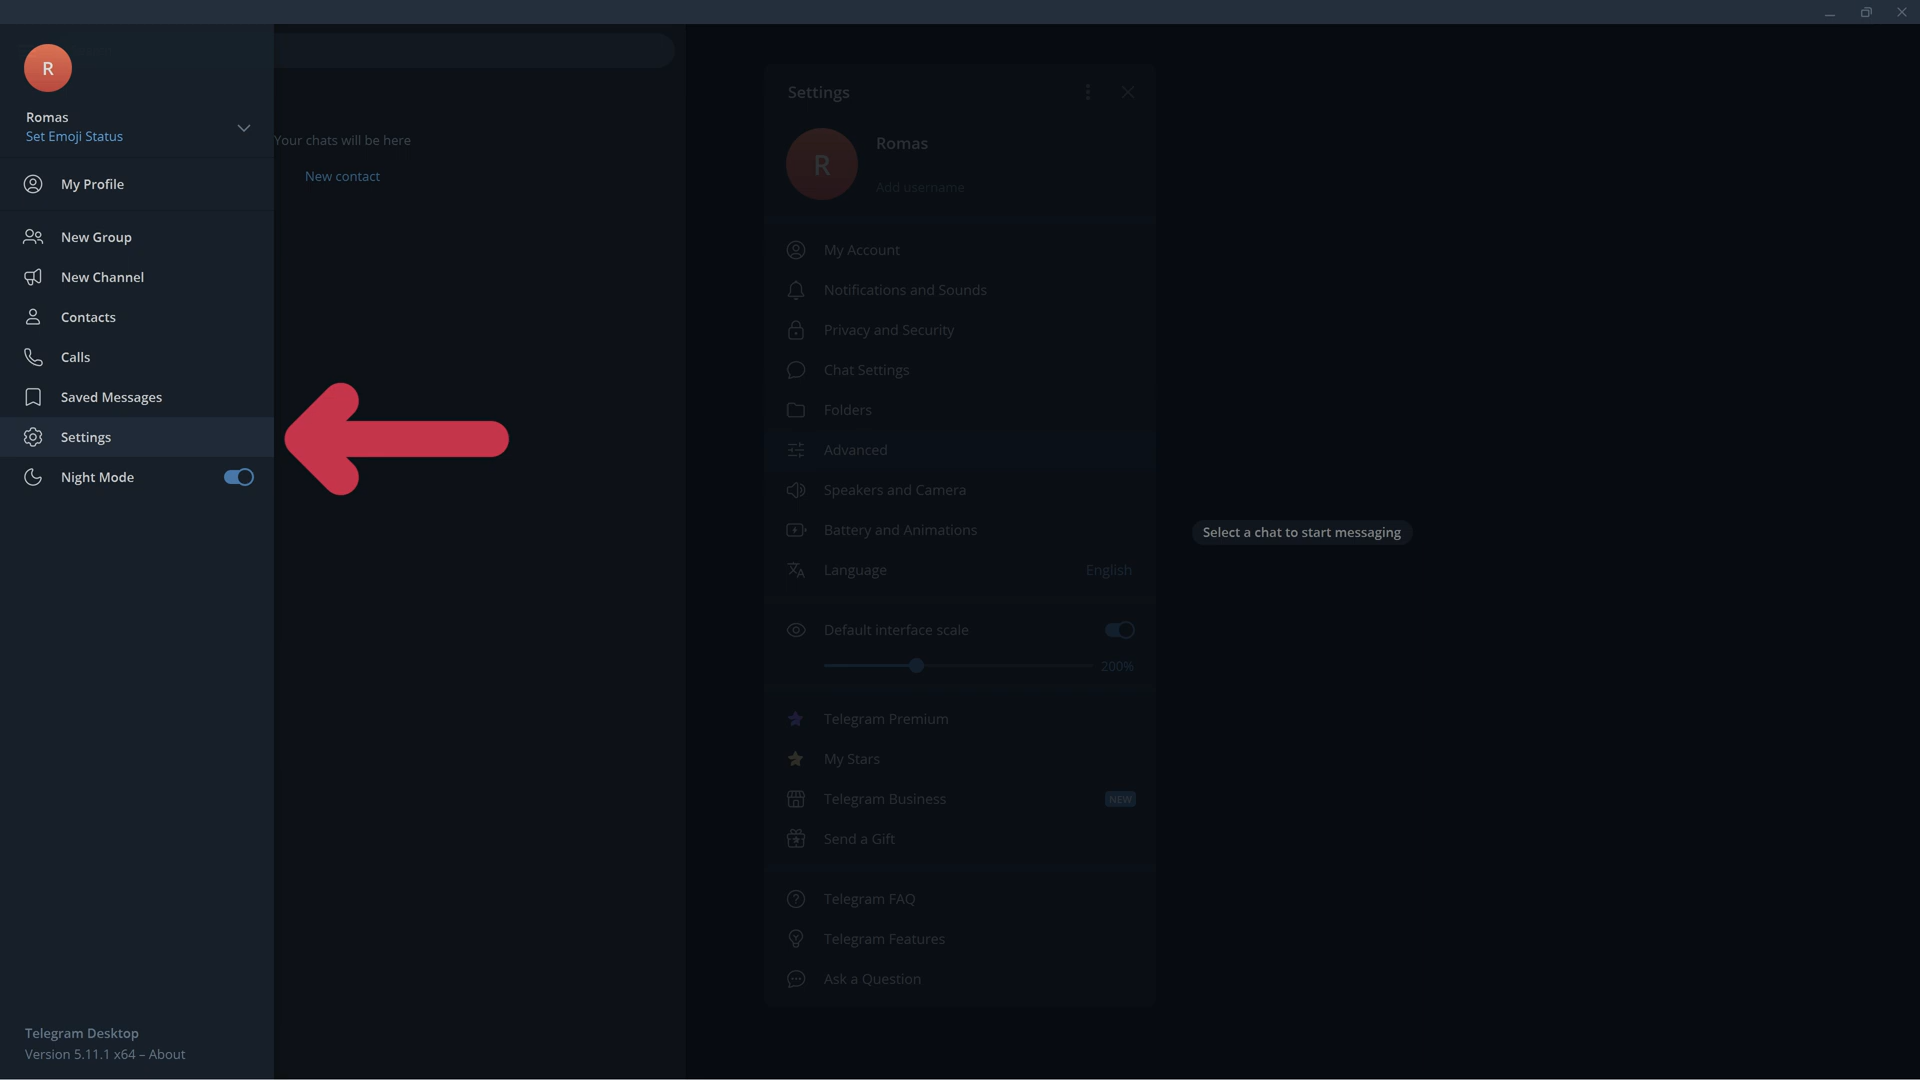 R
Romas
Set Emoji Status
My Profile
New Group
New Channel
Contacts
Calls
Saved Messages
Settings
Night Mode
Telegram Desktop
Version 5.11.1 x64 – About
Your chats will be here
New contact
Settings
R
Romas
Add username
My Account
Notifications and Sounds
Privacy and Security
Chat Settings
Folders
Advanced
Speakers and Camera
Battery and Animations
Language English
Default interface scale
200%
Telegram Premium
My Stars
Telegram Business NEW
Send a Gift
Telegram FAQ
Telegram Features
Ask a Question
Select a chat to start messaging